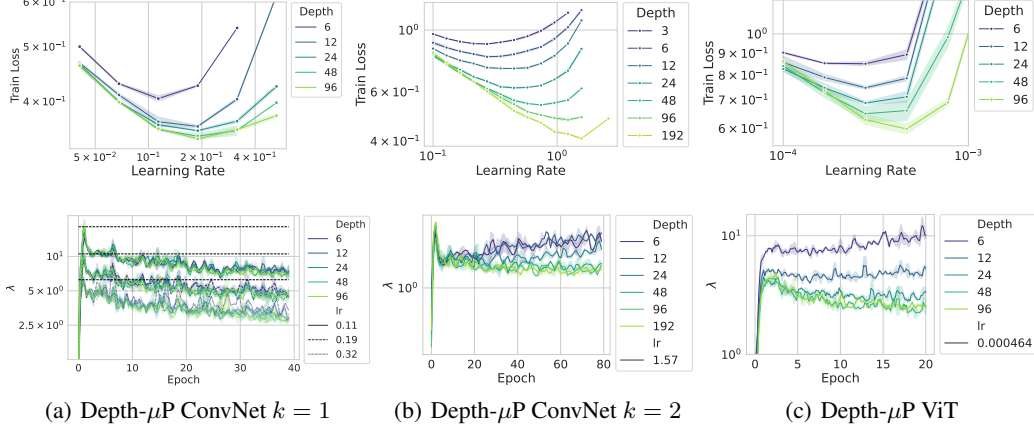 6 × 10⁻¹
5 × 10⁻¹
4 × 10⁻¹
Train Loss
5 × 10⁻²
10⁻¹
2 × 10⁻¹
4 × 10⁻¹
Learning Rate
Depth
6
12
24
48
96
10⁰
6 × 10⁻¹
4 × 10⁻¹
Train Loss
10⁻¹
10⁰
Learning Rate
Depth
3
6
12
24
48
96
192
10⁰
9 × 10⁻¹
8 × 10⁻¹
7 × 10⁻¹
6 × 10⁻¹
Train Loss
10⁻⁴
10⁻³
Learning Rate
Depth
6
12
24
48
96
10¹
5 × 10⁰
2.5 × 10⁰
λ
0
10
20
30
40
Epoch
Depth
6
12
24
48
96
lr
0.11
0.19
0.32
10⁰
λ
0
20
40
60
80
Epoch
Depth
6
12
24
48
96
192
lr
1.57
10¹
10⁰
λ
0
5
10
15
20
Epoch
Depth
6
12
24
48
96
lr
0.000464
(a) Depth-μP ConvNet k = 1
(b) Depth-μP ConvNet k = 2
(c) Depth-μP ViT